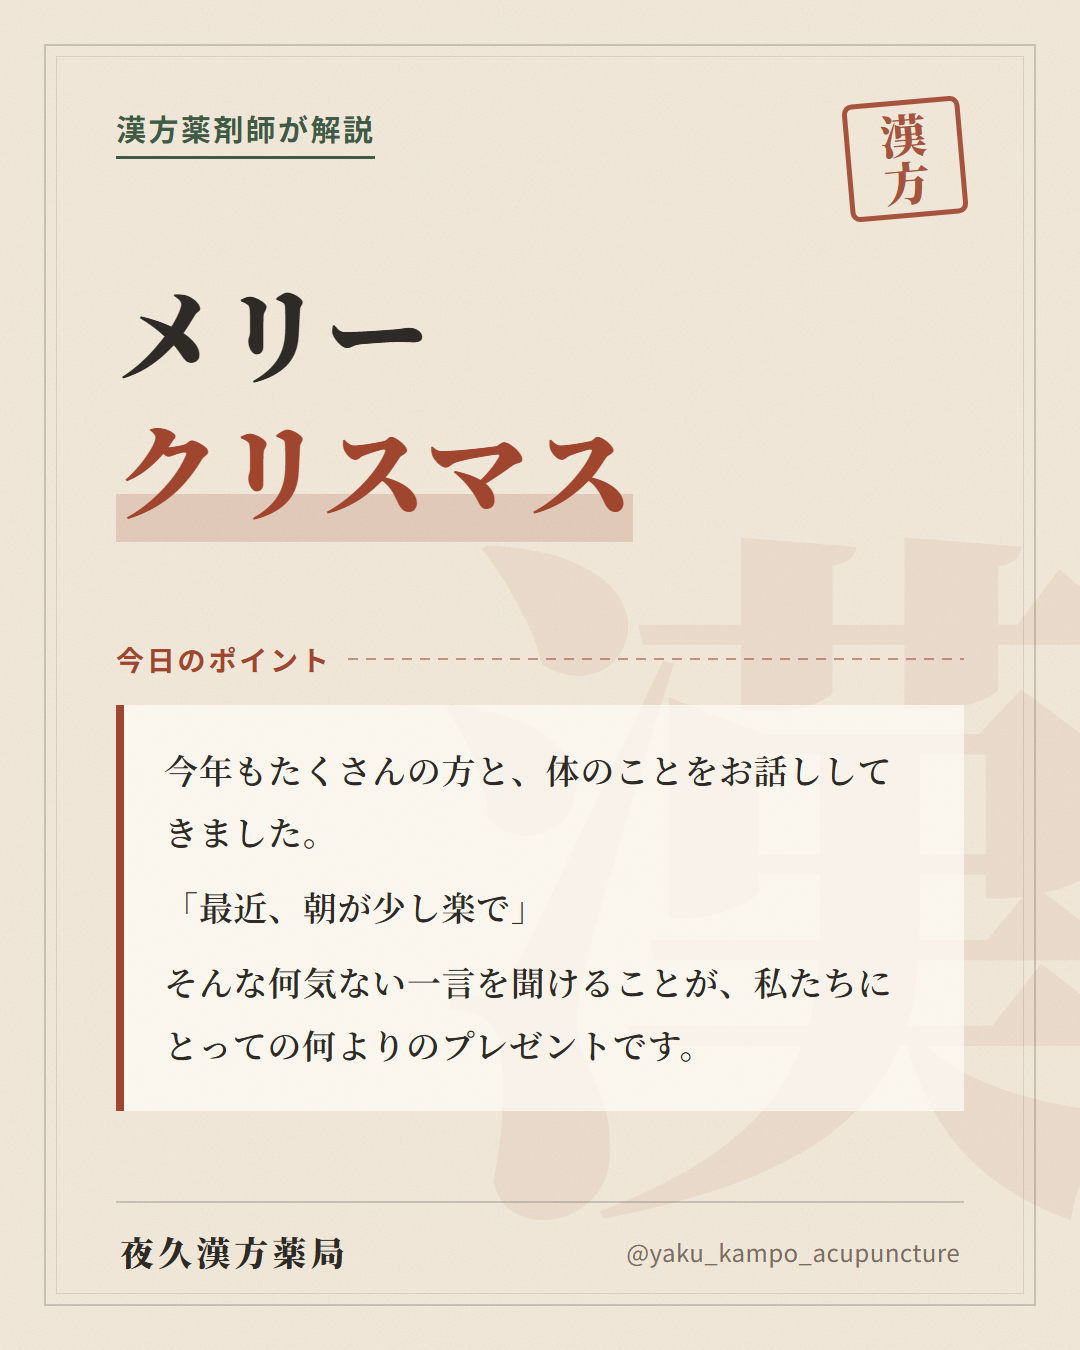 漢方薬剤師が解説
漢
方
メリー
クリスマス
今日のポイント
今年もたくさんの方と、体のことをお話しして
きました。
「最近、朝が少し楽で」
そんな何気ない一言を聞けることが、私たちに
とっての何よりのプレゼントです。
漢
夜久漢方薬局
@yaku_kampo_acupuncture